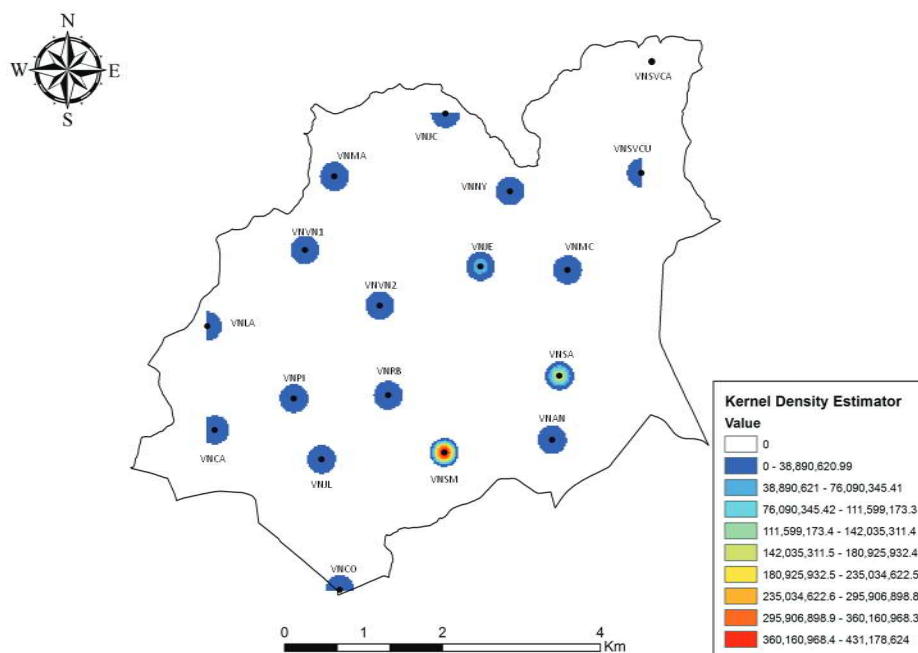 N
W
E
S
VNSVCA
VNJC
VNMA
VNSVCU
VNNY
VNVN1
VNJE
VNMC
VNVN2
VNLA
VNSA
VNPI
VNRB
VNAN
VNCA
VNJL
VNSM
VNCO
0 1 2 4
Km
Kernel Density Estimator
Value
0
0 - 38,890,620.99
38,890,621 - 76,090,345.41
76,090,345.42 - 111,599,173.3
111,599,173.4 - 142,035,311.4
142,035,311.5 - 180,925,932.4
180,925,932.5 - 235,034,622.5
235,034,622.6 - 295,906,898.8
295,906,898.9 - 360,160,968.3
360,160,968.4 - 431,178,624